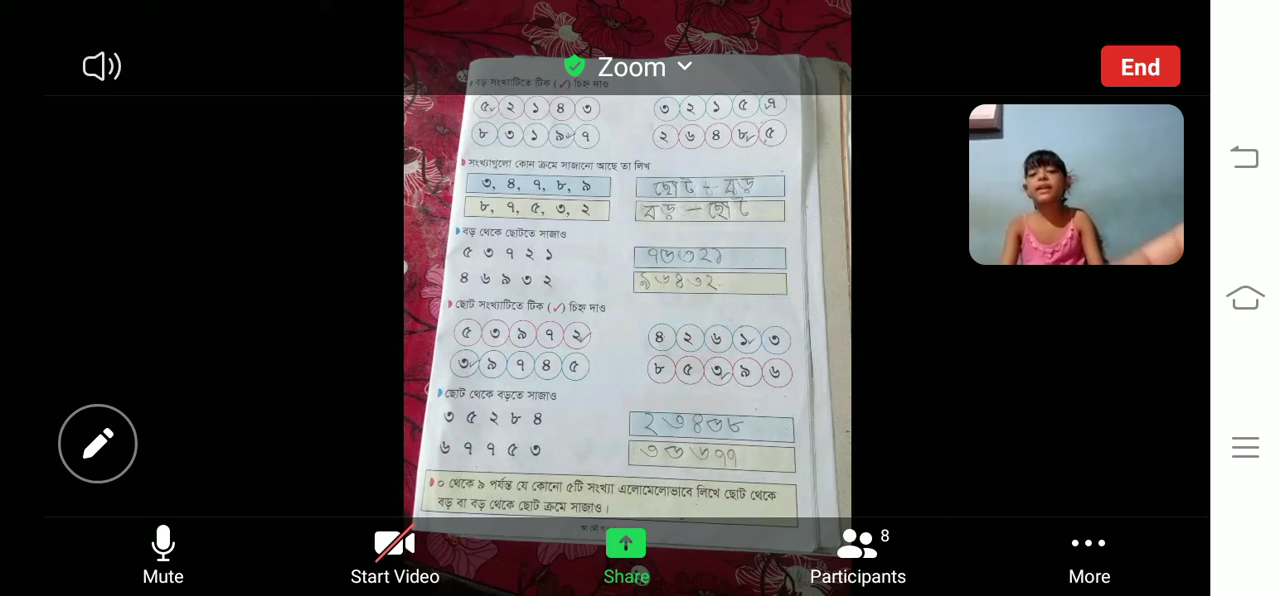 Zoom
End
বড় সংখ্যাটিতে টিক (✓) চিহ্ন দাও
৫ ২ ১ ৪ ৩ ৩ ২ ১ ৫ ৭
৮ ৩ ১ ৯ ৭ ২ ৬ ৪ ৮ ৫
সংখ্যাগুলো কোন ক্রমে সাজানো আছে তা লিখ
৩, ৪, ৭, ৮, ৯ ছোট - বড়
৮, ৭, ৫, ৩, ২ বড় - ছোট
বড় থেকে ছোটতে সাজাও
৫ ৩ ৭ ২ ১ ৭৫৩২১
৪ ৬ ৯ ৩ ২ ৯৬৪৩২
ছোট সংখ্যাটিতে টিক (✓) চিহ্ন দাও
৫ ৩ ৯ ৭ ২ ৪ ২ ৬ ১ ৩
৩ ৯ ৭ ৪ ৫ ৮ ৫ ৩ ৯ ৬
ছোট থেকে বড়তে সাজাও
৩ ৫ ২ ৮ ৪ ২৩৪৫৮
৬ ৭ ৭ ৫ ৩ ৩৫৬৭৭
০ থেকে ৯ পর্যন্ত যে কোনো ৫টি সংখ্যা এলোমেলোভাবে লিখে ছোট থেকে
বড় বা বড় থেকে ছোট ক্রমে সাজাও।
8
Mute Start Video Share Participants More